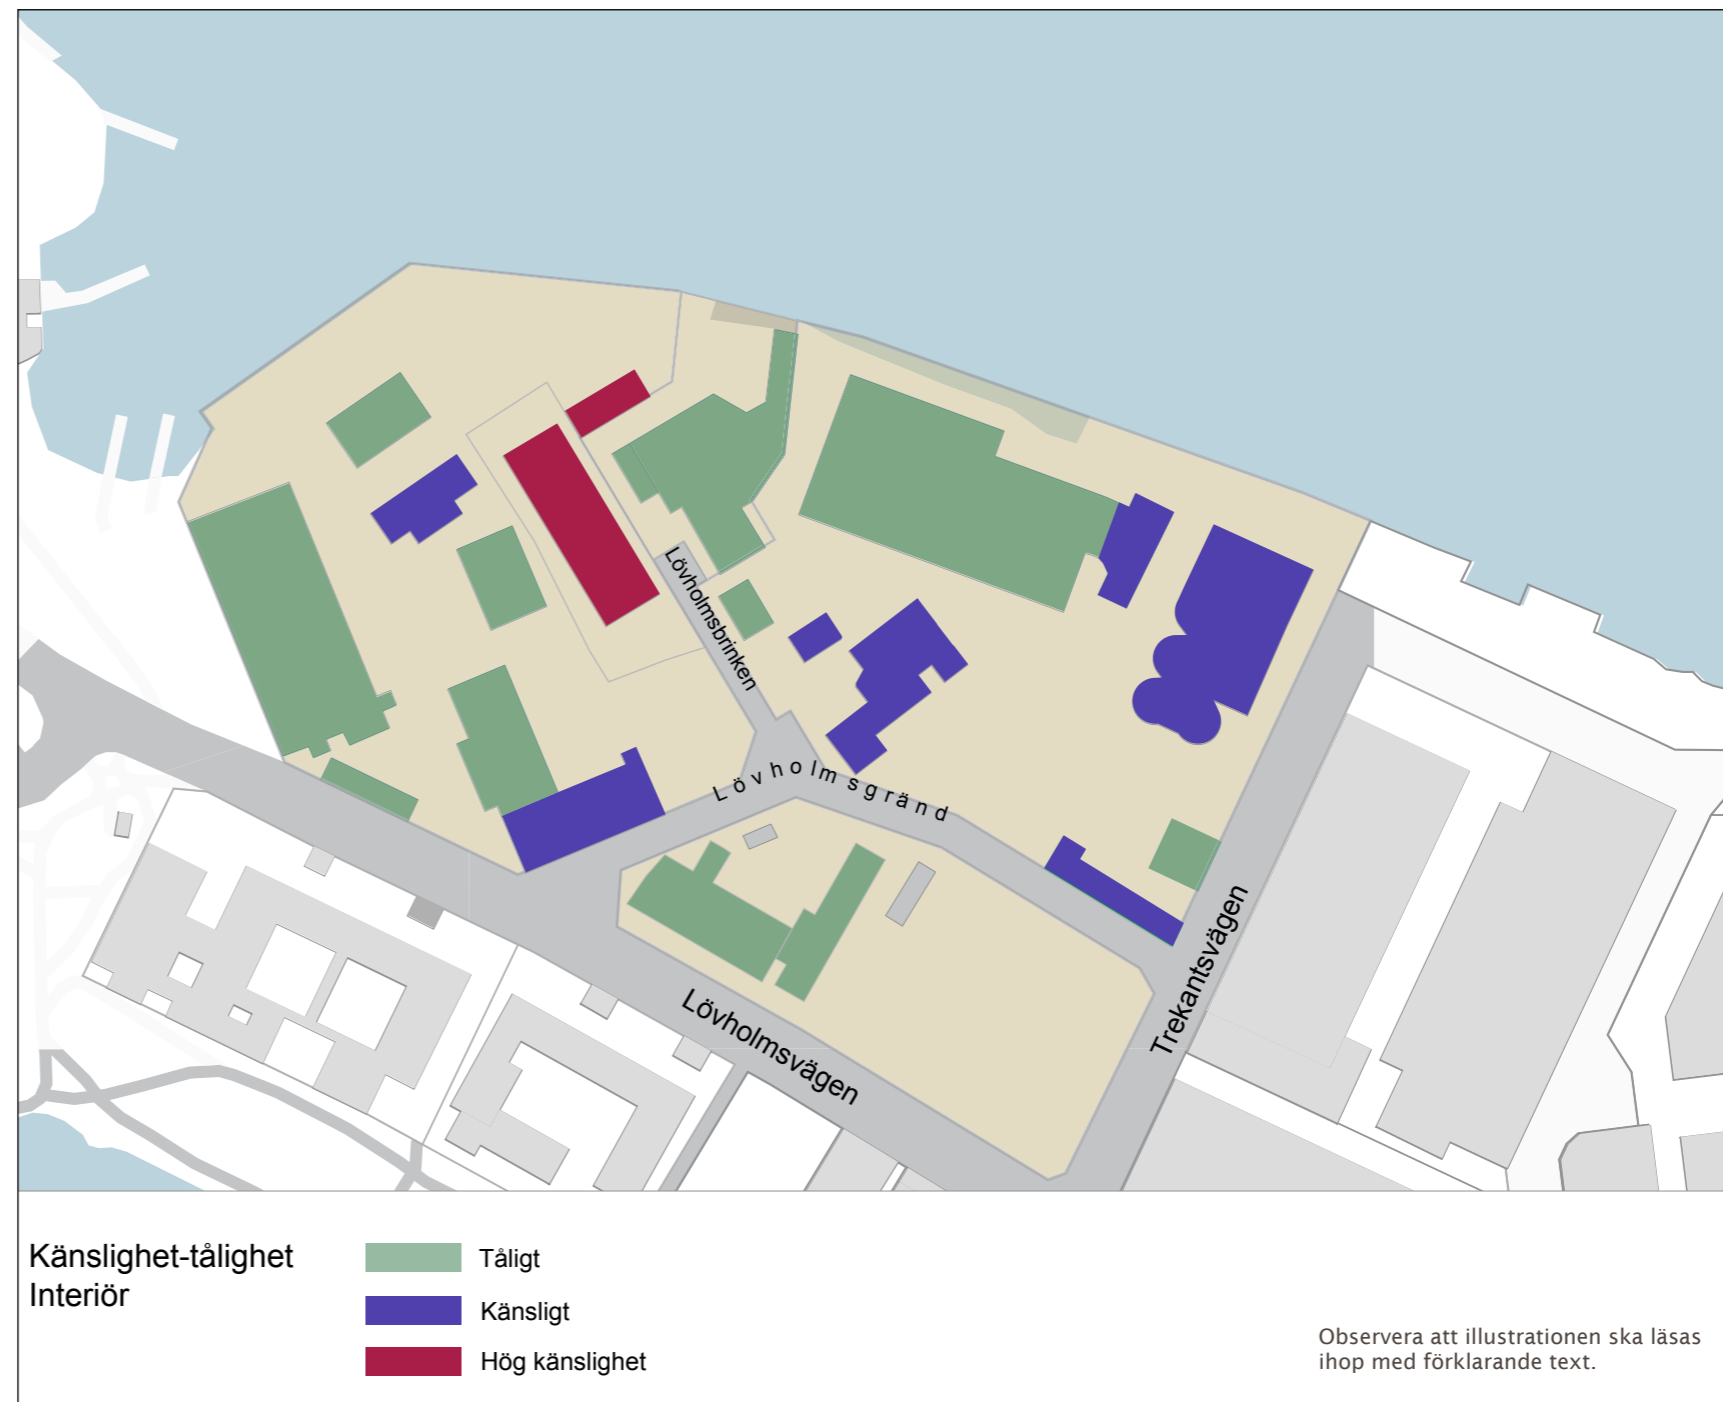 Lövholmsbrinken
Lövholmsgränd
Lövholmsvägen
Trekantsvägen
Känslighet-tålighet
Interiör
Tåligt
Känsligt
Hög känslighet
Observera att illustrationen ska läsas
ihop med förklarande text.